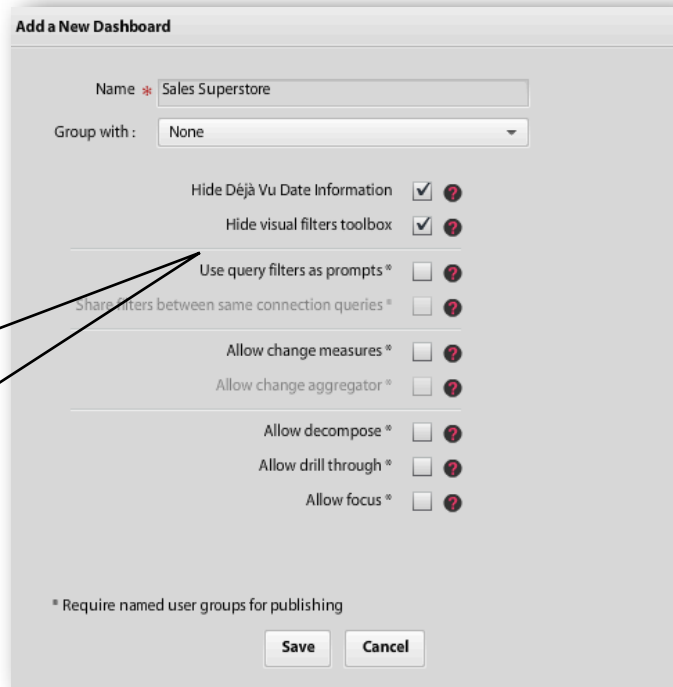 Add a New Dashboard
Name * Sales Superstore
Group with : None
Hide Déjà Vu Date Information ?
Hide visual filters toolbox ?
Use query filters as prompts * ?
Share filters between same connection queries * ?
Allow change measures * ?
Allow change aggregator * ?
Allow decompose * ?
Allow drill through * ?
Allow focus * ?
* Require named user groups for publishing
Save Cancel